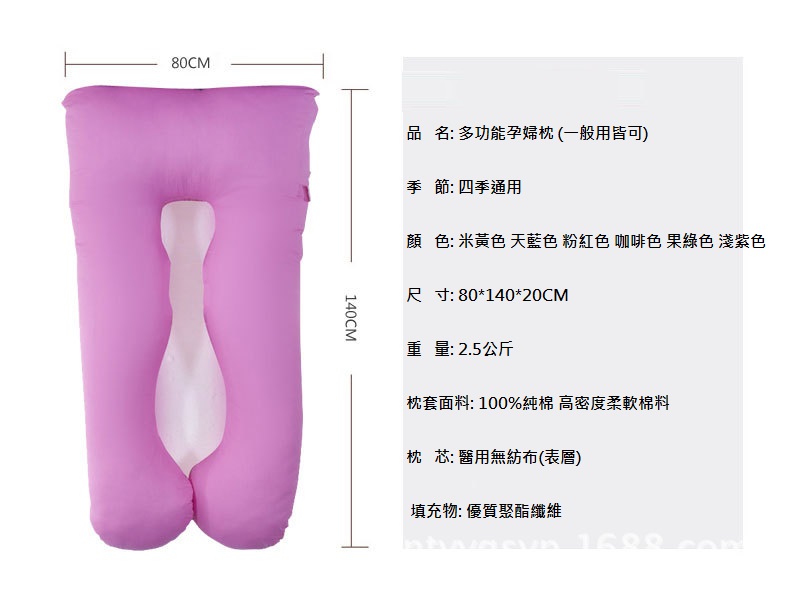 80CM
140CM
品 名: 多功能孕婦枕 (一般用皆可)
季 節: 四季通用
顏 色: 米黃色 天藍色 粉紅色 咖啡色 果綠色 淺紫色
尺 寸: 80*140*20CM
重 量: 2.5公斤
枕套面料: 100%純棉 高密度柔軟棉料
枕 芯: 醫用無紡布(表層)
填充物: 優質聚酯纖維
1688.com